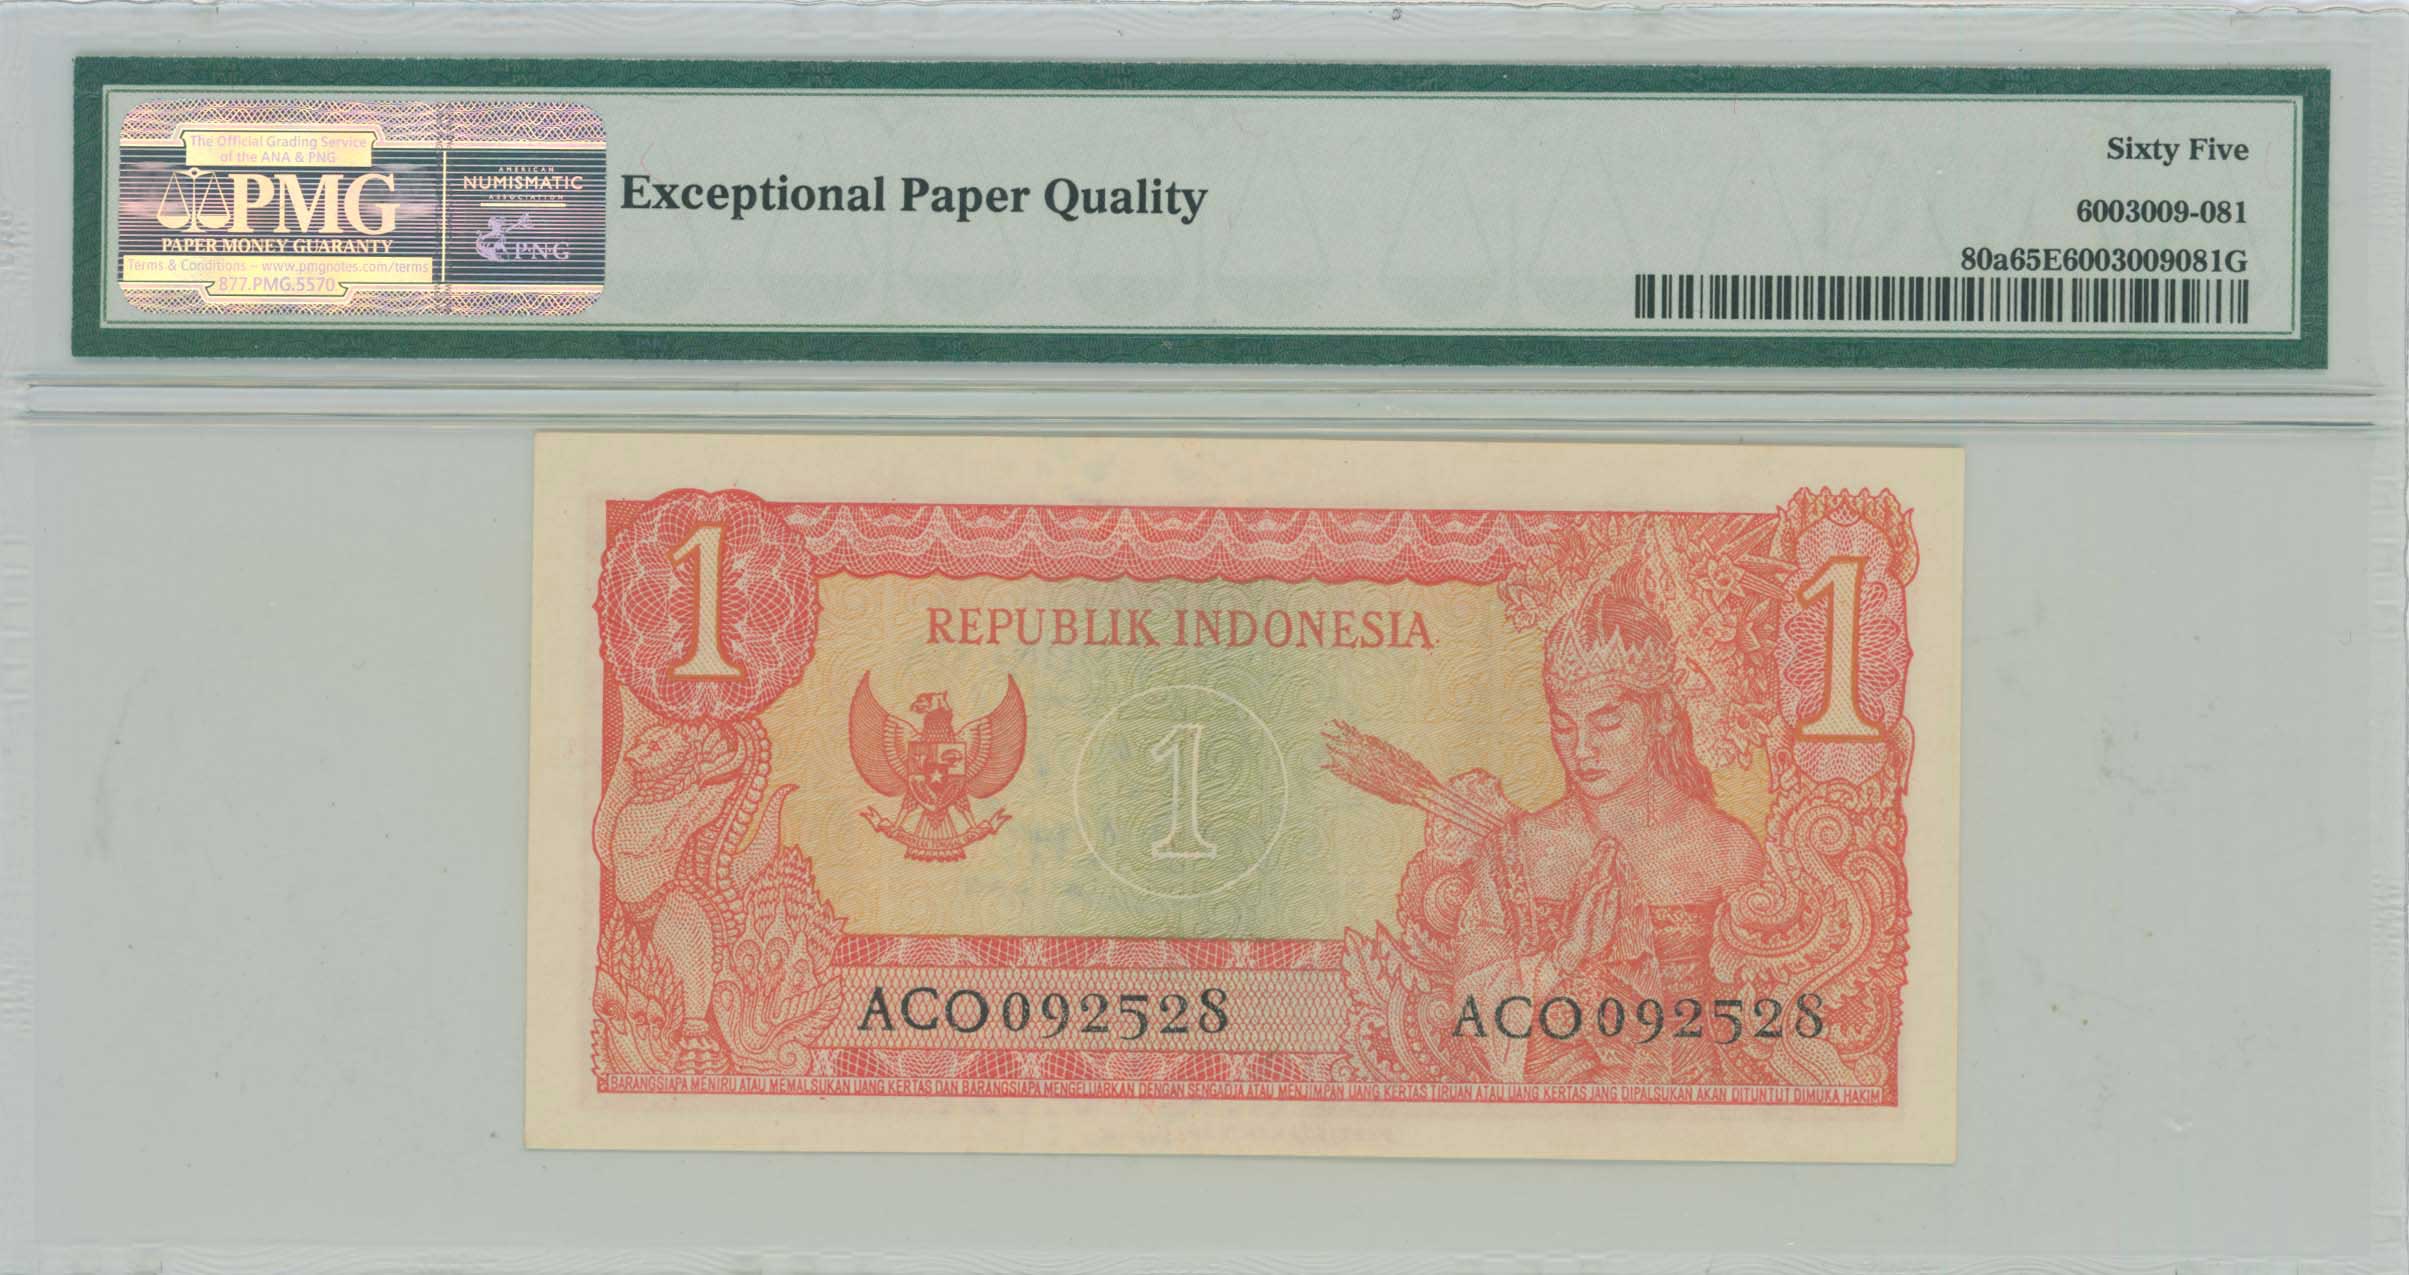 The Official Grading Service
of the ANA & PNG
PMG
PAPER MONEY GUARANTY
Terms & Conditions – www.pmgnotes.com/terms
877.PMG.5570
AMERICAN
NUMISMATIC
ASSOCIATION
PNG
Exceptional Paper Quality
Sixty Five
6003009-081
80a65E6003009081G
1
1
REPUBLIK INDONESIA
1
ACO092528
ACO092528
BARANGSIAPA MENIRU ATAU MEMALSUKAN UANG KERTAS DAN BARANGSIAPA MENGELUARKAN DENGAN SENGADJA ATAU MENJIMPAN UANG KERTAS TIRUAN ATAU UANG KERTAS JANG DIPALSUKAN AKAN DITUNTUT DIMUKA HAKIM